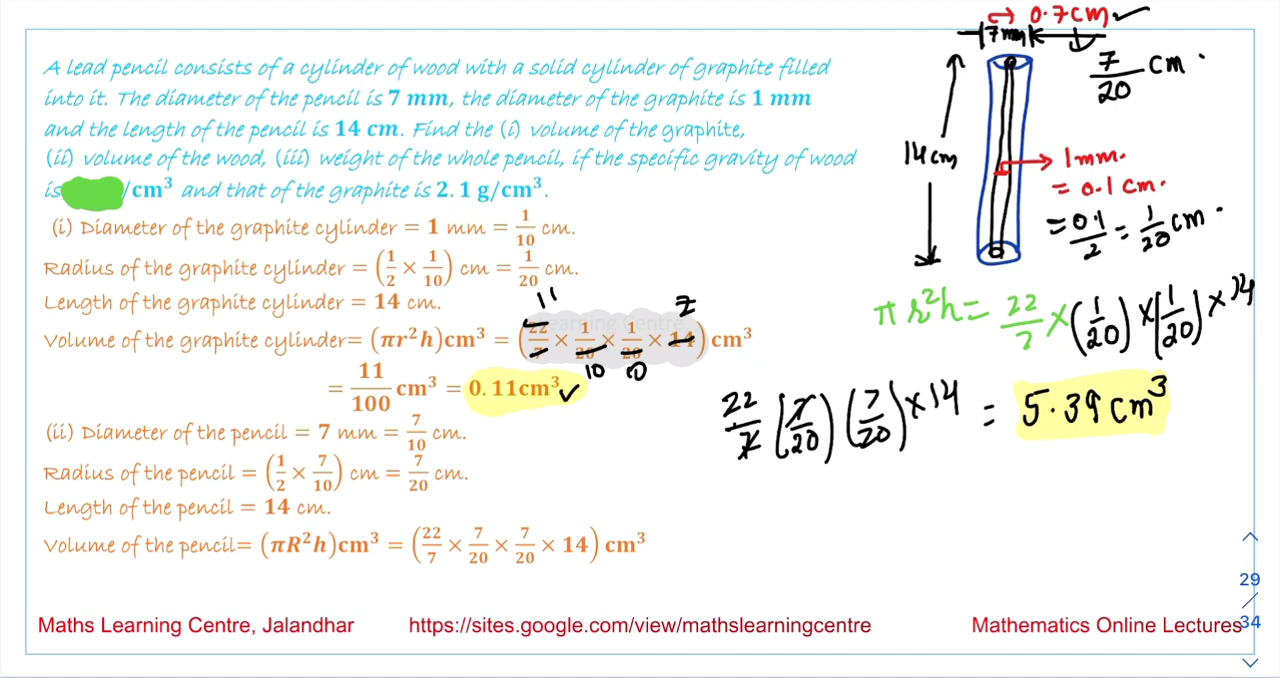 A lead pencil consists of a cylinder of wood with a solid cylinder of graphite filled
into it. The diameter of the pencil is 7 mm, the diameter of the graphite is 1 mm
and the length of the pencil is 14 cm. Find the (i) volume of the graphite,
(ii) volume of the wood, (iii) weight of the whole pencil, if the specific gravity of wood
is /cm³ and that of the graphite is 2.1 g/cm³.
(i) Diameter of the graphite cylinder = 1 mm = 1/10 cm.
Radius of the graphite cylinder = (1/2 × 1/10) cm = 1/20 cm.
Length of the graphite cylinder = 14 cm.
Volume of the graphite cylinder= (πr²h)cm³ = (22/7 × 1/20 × 1/20 × 14) cm³
11
7
10
10
= 11/100 cm³ = 0.11cm³ ✓
(ii) Diameter of the pencil = 7 mm = 7/10 cm.
Radius of the pencil = (1/2 × 7/10) cm = 7/20 cm.
Length of the pencil = 14 cm.
Volume of the pencil= (πR²h)cm³ = (22/7 × 7/20 × 7/20 × 14) cm³
0.7cm ✓
7mm
7/20 cm.
14cm
1mm.
= 0.1 cm.
= 0.1/2 = 1/20 cm.
πr²h = 22/7 × (1/20) × (1/20) × 14
22/7 (7/20) (7/20) × 14 = 5.39 cm³
29
/
34
Maths Learning Centre, Jalandhar https://sites.google.com/view/mathslearningcentre Mathematics Online Lectures